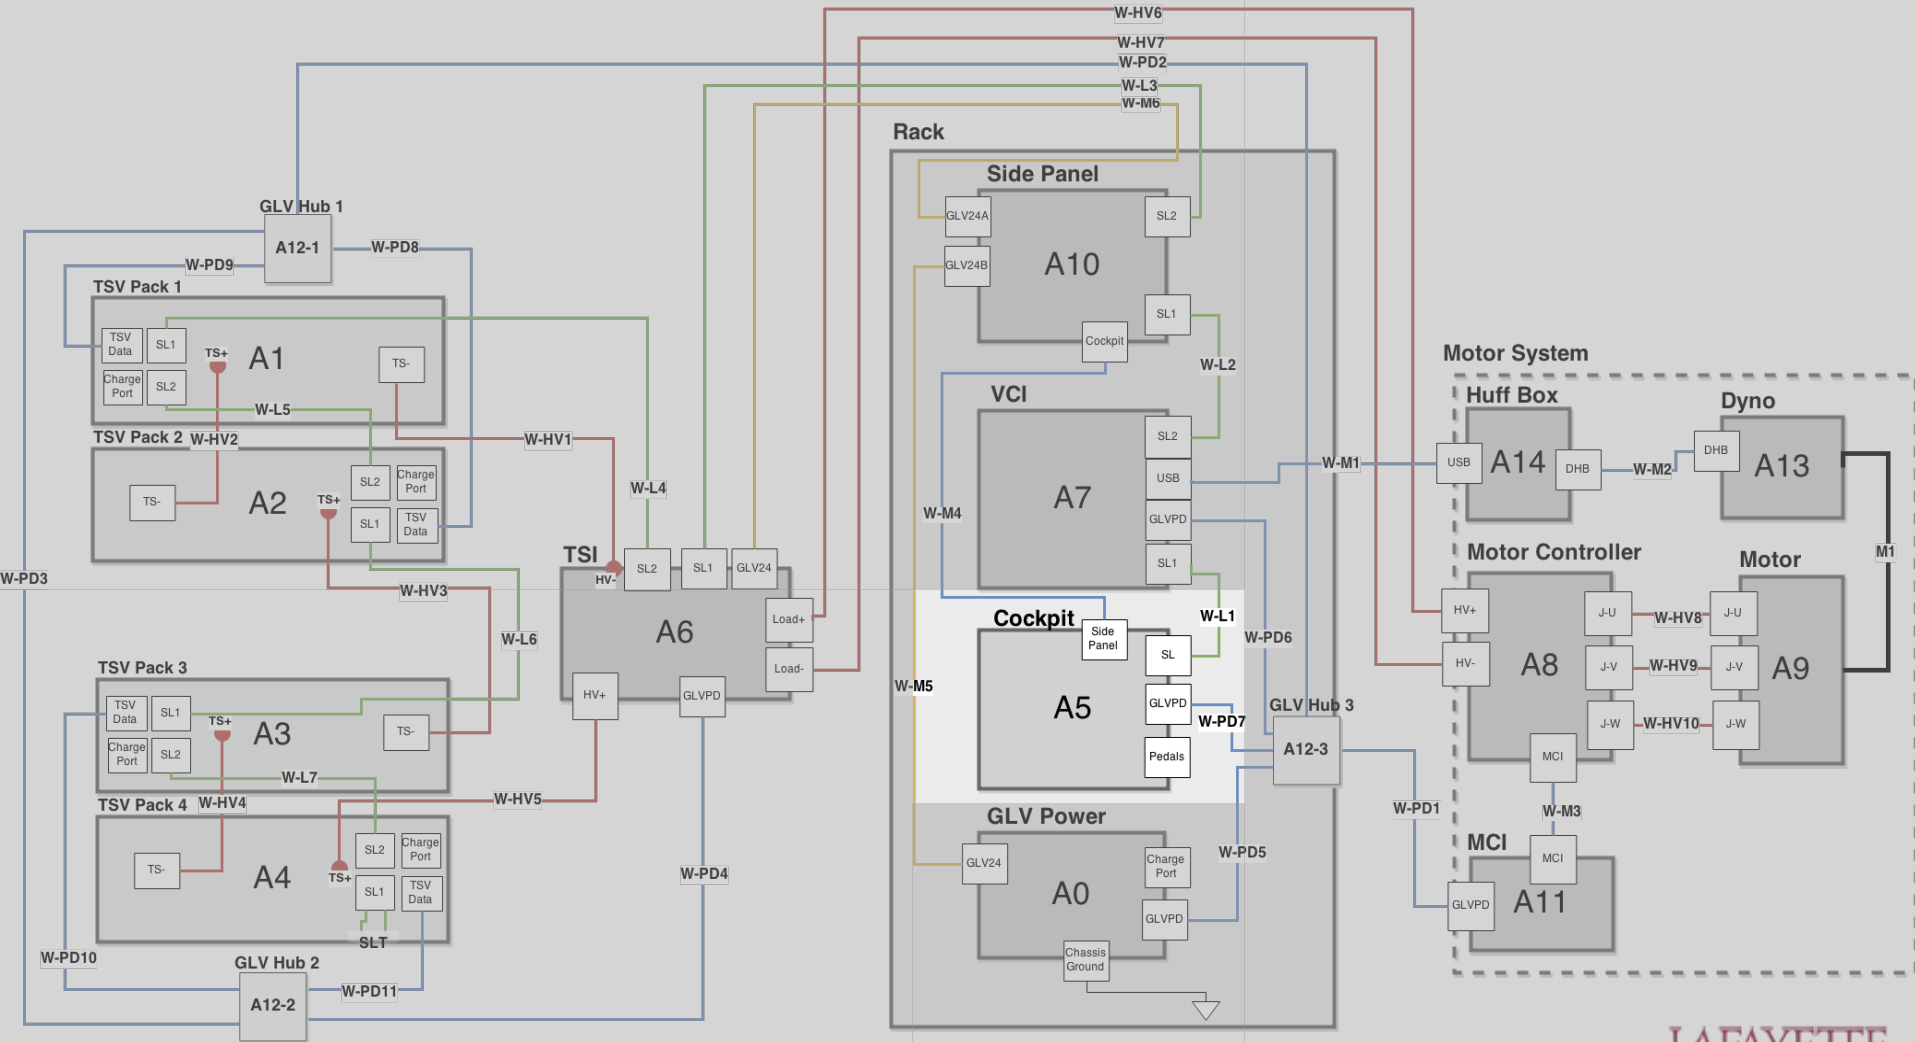 W-HV6
W-HV7
W-PD2
W-L3
W-M6
Rack
Side Panel
GLV24A
SL2
GLV24B
A10
SL1
Cockpit
W-L2
GLV Hub 1
A12-1
W-PD8
W-PD9
TSV Pack 1
TSV
Data
SL1
TS+
A1
TS-
Charge
Port
SL2
W-L5
TSV Pack 2
W-HV2
W-HV1
SL2
Charge
Port
TS-
A2
TS+
SL1
TSV
Data
W-L4
W-PD3
W-HV3
W-L6
TSI
HV-
SL2
SL1
GLV24
Load+
A6
Load-
HV+
GLVPD
VCI
SL2
USB
A7
GLVPD
SL1
W-M4
W-M1
Cockpit
Side
Panel
W-L1
SL
W-PD6
A5
GLVPD
W-PD7
Pedals
W-M5
GLV Hub 3
A12-3
GLV Power
GLV24
Charge
Port
A0
GLVPD
W-PD5
Chassis
Ground
TSV Pack 3
TSV
Data
SL1
TS+
A3
TS-
Charge
Port
SL2
W-L7
TSV Pack 4
W-HV4
W-HV5
SL2
Charge
Port
TS-
A4
TS+
SL1
TSV
Data
SLT
W-PD4
W-PD10
GLV Hub 2
A12-2
W-PD11
Motor System
Huff Box
Dyno
USB
A14
DHB
W-M2
DHB
A13
M1
Motor Controller
Motor
HV+
J-U
W-HV8
J-U
HV-
A8
J-V
W-HV9
J-V
A9
J-W
W-HV10
J-W
MCI
W-PD1
W-M3
MCI
MCI
GLVPD
A11
LAFAYETTE